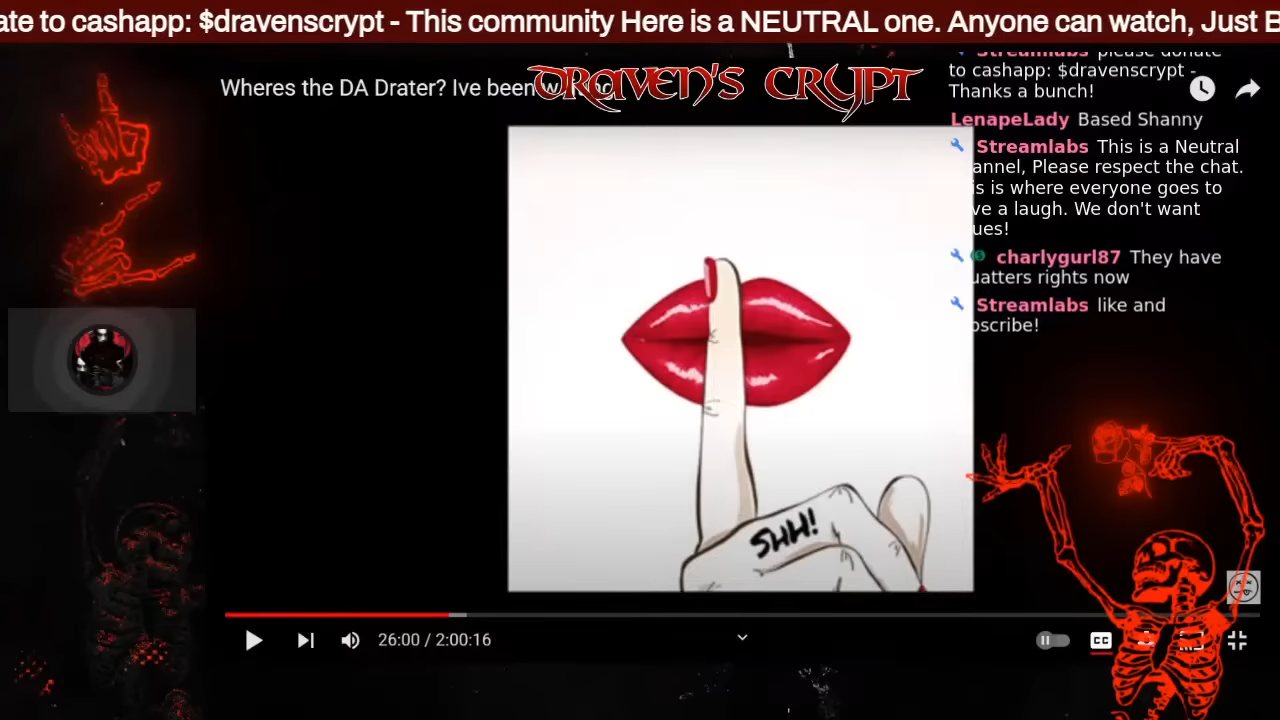 ate to cashapp: $dravenscrypt - This community Here is a NEUTRAL one. Anyone can watch, Just B
Wheres the DA Drater? Ive been
DRAVEN'S CRYPT
Streamlabs please donate
to cashapp: $dravenscrypt -
Thanks a bunch!
LenapeLady Based Shanny
Streamlabs This is a Neutral
annel, Please respect the chat.
is is where everyone goes to
ve a laugh. We don't want
ues!
charlygurl87 They have
uatters rights now
Streamlabs like and
oscribe!
SHH!
26:00 / 2:00:16
CC